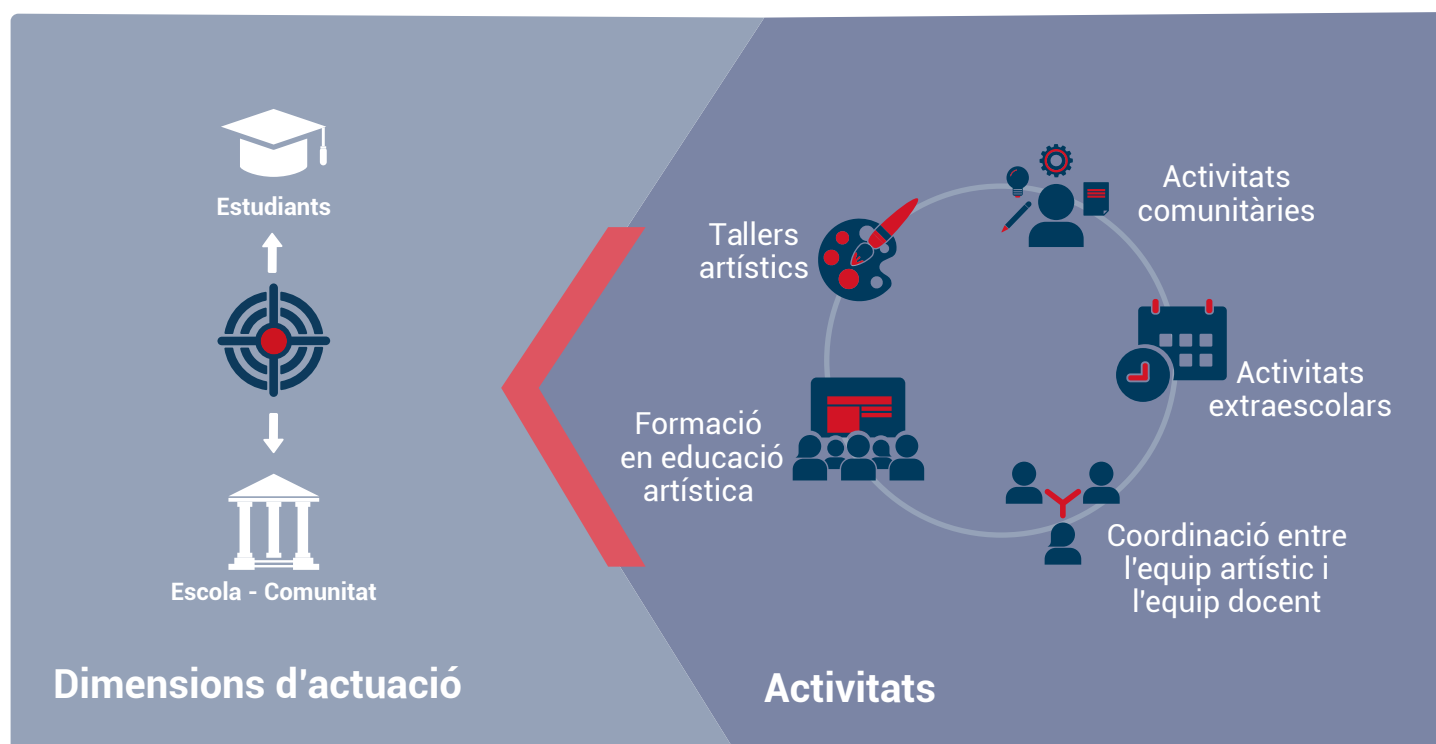 Estudiants
Escola - Comunitat
Dimensions d'actuació
Tallers
artístics
Activitats
comunitàries
Activitats
extraescolars
Formació
en educació
artística
Coordinació entre
l'equip artístic i
l'equip docent
Activitats